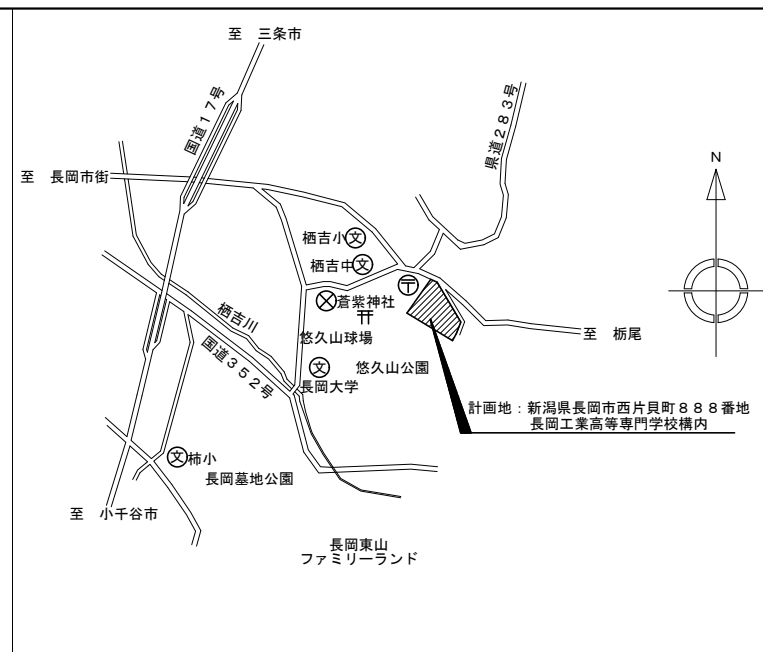 至　三条市
国道１７号
県道２８３号
至　長岡市街
N
栖吉小文
栖吉中文
蒼紫神社
栖吉川
悠久山球場
至　栃尾
国道３５２号
文
悠久山公園
長岡大学
計画地：新潟県長岡市西片貝町８８８番地
長岡工業高等専門学校構内
文柿小
長岡墓地公園
至　小千谷市
長岡東山
ファミリーランド